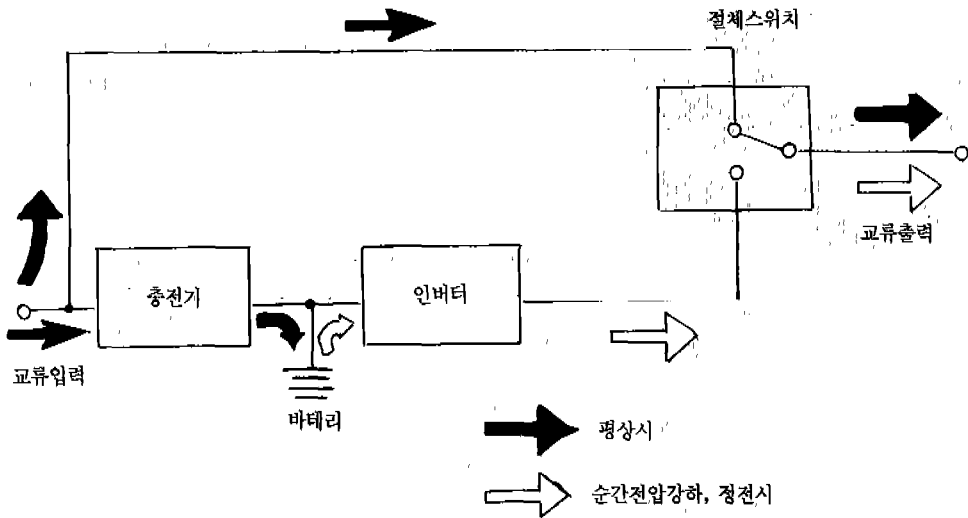 절체스위치
교류출력
충전기
인버터
교류입력
바테리
평상시
순간전압강하, 정전시